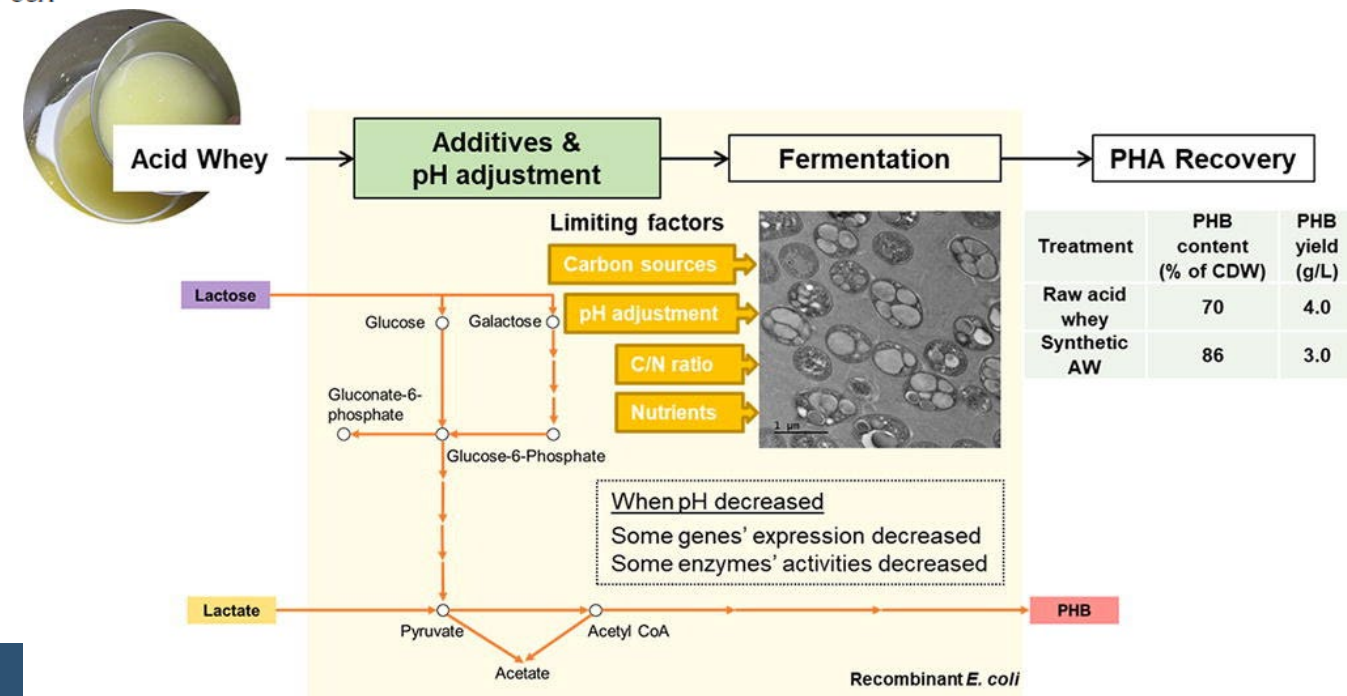 Acid Whey
Additives &
pH adjustment
Fermentation
PHA Recovery
Limiting factors
Carbon sources
pH adjustment
C/N ratio
Nutrients
1 µm
Treatment
PHB
content
(% of CDW)
PHB
yield
(g/L)
Raw acid
whey
70
4.0
Synthetic
AW
86
3.0
Lactose
Glucose
Galactose
Gluconate-6-
phosphate
Glucose-6-Phosphate
When pH decreased
Some genes’ expression decreased
Some enzymes’ activities decreased
Lactate
Pyruvate
Acetyl CoA
PHB
Acetate
Recombinant E. coli